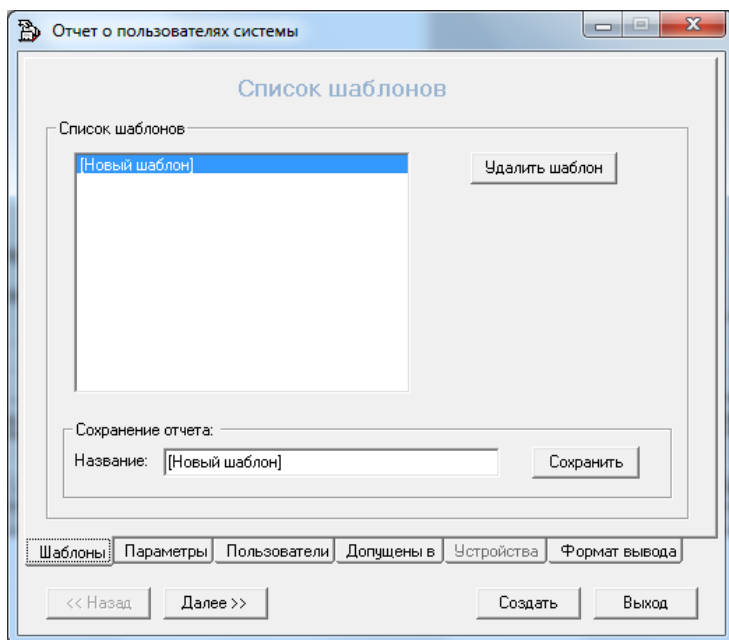 Отчет о пользователях системы
Список шаблонов
Список шаблонов
[Новый шаблон]
Удалить шаблон
Сохранение отчета:
Название:
[Новый шаблон]
Сохранить
Шаблоны Параметры Пользователи Допущены в Устройства Формат вывода
<< Назад Далее >> Создать Выход